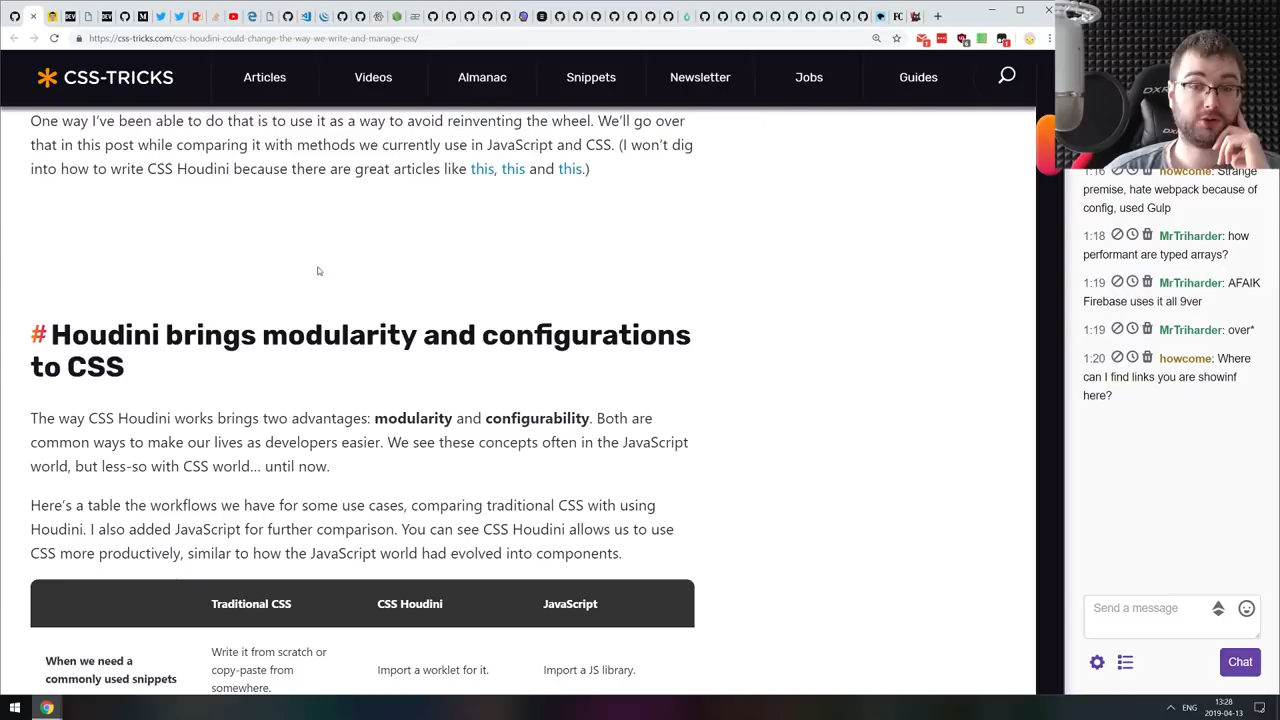 https://css-tricks.com/css-houdini-could-change-the-way-we-write-and-manage-css/
CSS-TRICKS
Articles
Videos
Almanac
Snippets
Newsletter
Jobs
Guides
One way I've been able to do that is to use it as a way to avoid reinventing the wheel. We'll go over
that in this post while comparing it with methods we currently use in JavaScript and CSS. (I won't dig
into how to write CSS Houdini because there are great articles like this, this and this.)
# Houdini brings modularity and configurations
to CSS
The way CSS Houdini works brings two advantages: modularity and configurability. Both are
common ways to make our lives as developers easier. We see these concepts often in the JavaScript
world, but less-so with CSS world… until now.
Here's a table the workflows we have for some use cases, comparing traditional CSS with using
Houdini. I also added JavaScript for further comparison. You can see CSS Houdini allows us to use
CSS more productively, similar to how the JavaScript world had evolved into components.
Traditional CSS
CSS Houdini
JavaScript
When we need a
commonly used snippets
Write it from scratch or
copy-paste from
somewhere.
Import a worklet for it.
Import a JS library.
DXR
1:16 howcome: Strange
premise, hate webpack because of
config, used Gulp
1:18 MrTriharder: how
performant are typed arrays?
1:19 MrTriharder: AFAIK
Firebase uses it all 9ver
1:19 MrTriharder: over*
1:20 howcome: Where
can I find links you are showinf
here?
Send a message
Chat
ENG
13:28
2019-04-13